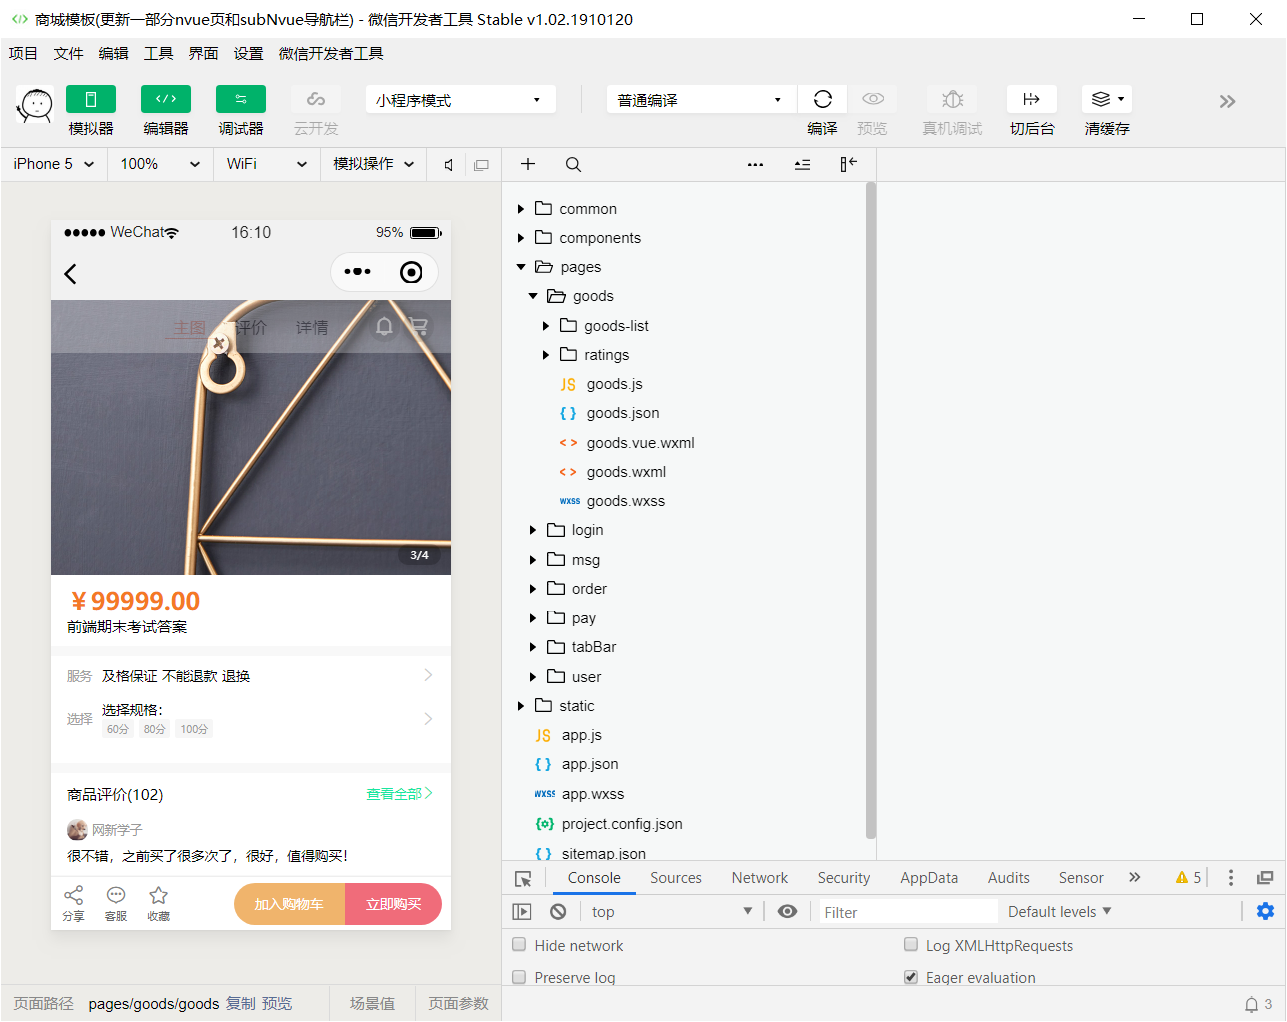 商城模板(更新一部分nvue页和subNvue导航栏) - 微信开发者工具 Stable v1.02.1910120
项目 文件 编辑 工具 界面 设置 微信开发者工具
小程序模式 普通编译
模拟器 编辑器 调试器 云开发 编译 预览 真机调试 切后台 清缓存
iPhone 5 100% WiFi 模拟操作
WeChat 16:10 95%
主图 评价 详情
3/4
￥99999.00
前端期末考试答案
服务 及格保证 不能退款 退换
选择 选择规格：
60分 80分 100分
商品评价(102) 查看全部
网新学子
很不错，之前买了很多次了，很好，值得购买！
分享 客服 收藏 加入购物车 立即购买
页面路径 pages/goods/goods 复制 预览 场景值 页面参数
common
components
pages
goods
goods-list
ratings
JS goods.js
{ } goods.json
< > goods.vue.wxml
< > goods.wxml
wxss goods.wxss
login
msg
order
pay
tabBar
user
static
JS app.js
{ } app.json
wxss app.wxss
project.config.json
{ } sitemap.json
Console Sources Network Security AppData Audits Sensor 5
top Filter Default levels
Hide network Log XMLHttpRequests
Preserve log Eager evaluation
3